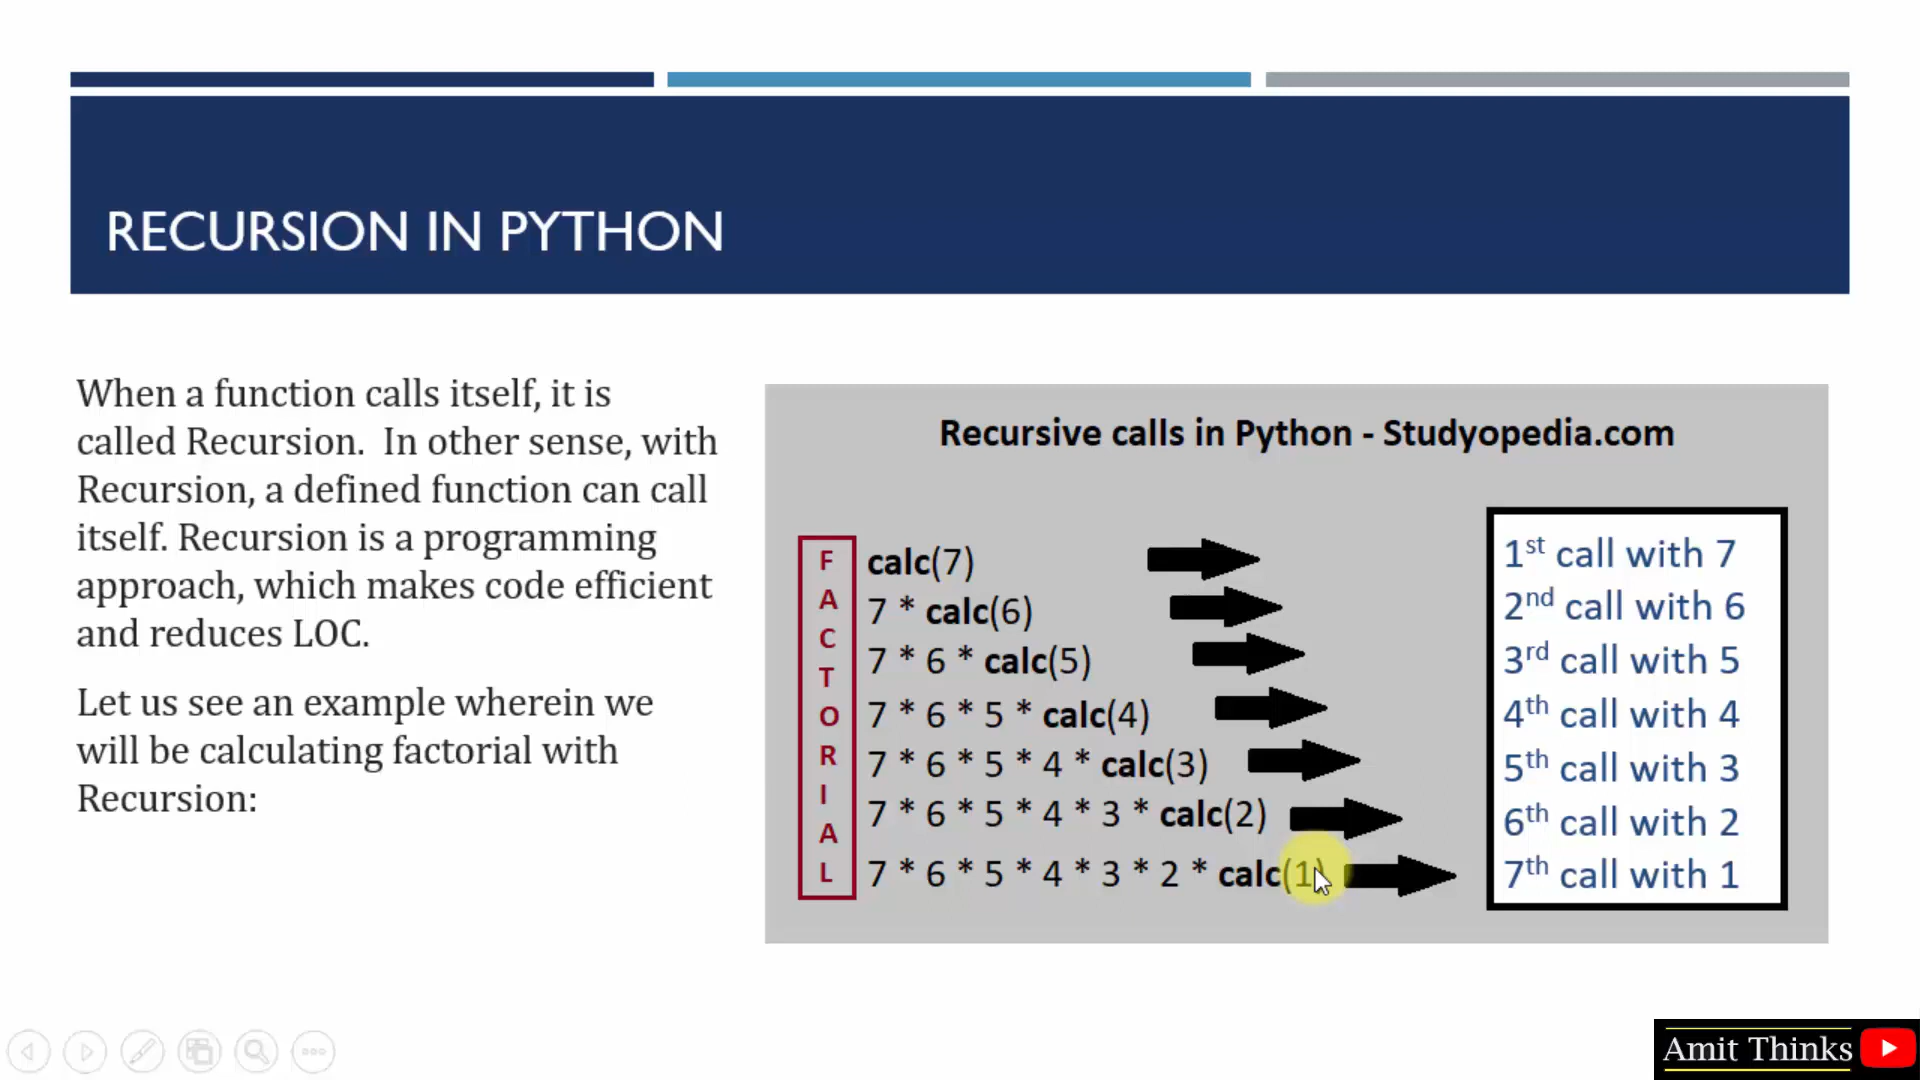 RECURSION IN PYTHON
When a function calls itself, it is
called Recursion.  In other sense, with
Recursion, a defined function can call
itself. Recursion is a programming
approach, which makes code efficient
and reduces LOC.
Let us see an example wherein we
will be calculating factorial with
Recursion:
Recursive calls in Python - Studyopedia.com
FACTORIAL
calc(7)
7 * calc(6)
7 * 6 * calc(5)
7 * 6 * 5 * calc(4)
7 * 6 * 5 * 4 * calc(3)
7 * 6 * 5 * 4 * 3 * calc(2)
7 * 6 * 5 * 4 * 3 * 2 * calc(1)
1st call with 7
2nd call with 6
3rd call with 5
4th call with 4
5th call with 3
6th call with 2
7th call with 1
Amit Thinks